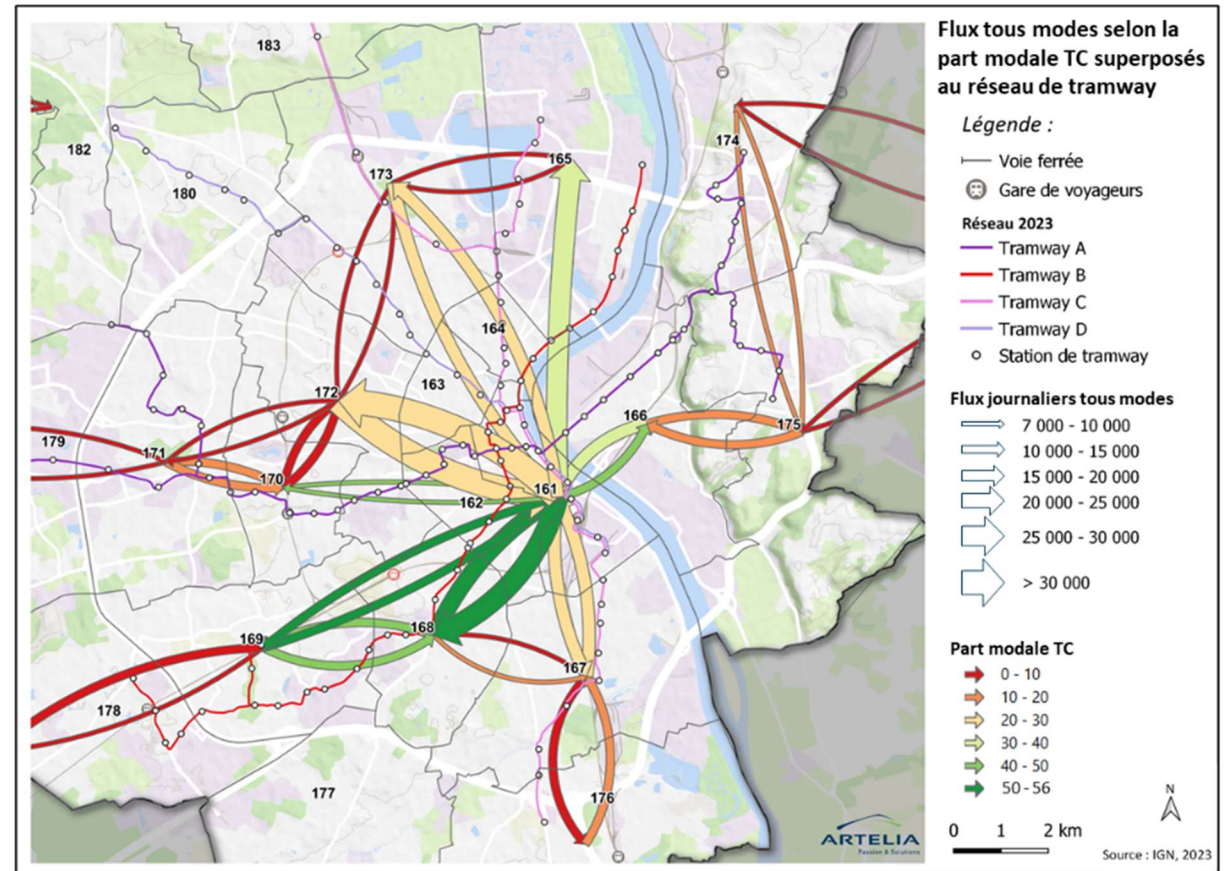 Flux tous modes selon la
part modale TC superposés
au réseau de tramway
Légende :
Voie ferrée
Gare de voyageurs
Réseau 2023
Tramway A
Tramway B
Tramway C
Tramway D
Station de tramway
Flux journaliers tous modes
7 000 - 10 000
10 000 - 15 000
15 000 - 20 000
20 000 - 25 000
25 000 - 30 000
> 30 000
Part modale TC
0 - 10
10 - 20
20 - 30
30 - 40
40 - 50
50 - 56
N
0 1 2 km
Source : IGN, 2023
183
182
180
173
165
174
164
163
172
166
175
179
171
170
162
161
169
168
167
178
177
176
ARTELIA
Passion & Solutions